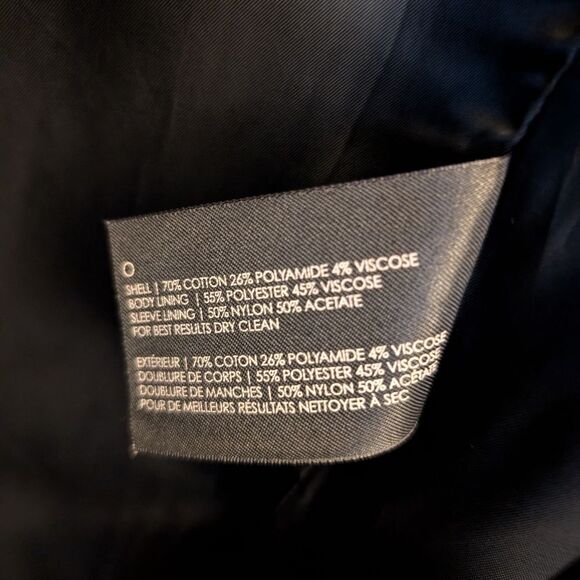 O
SHELL | 70% COTTON 26% POLYAMIDE 4% VISCOSE
BODY LINING | 55% POLYESTER 45% VISCOSE
SLEEVE LINING | 50% NYLON 50% ACETATE
FOR BEST RESULTS DRY CLEAN
EXTÉRIEUR | 70% COTON 26% POLYAMIDE 4% VISCOSE
DOUBLURE DE CORPS | 55% POLYESTER 45% VISCOSE
DOUBLURE DE MANCHES | 50% NYLON 50% ACÉTATE
POUR DE MEILLEURS RÉSULTATS NETTOYER À SEC